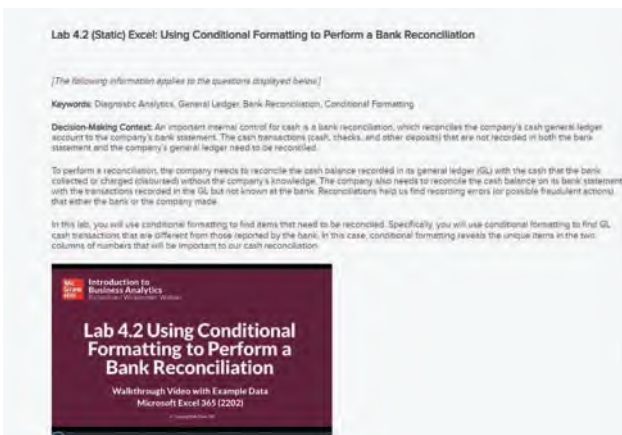 Lab 4.2 (Static) Excel: Using Conditional Formatting to Perform a Bank Reconciliation
[The following information applies to the questions displayed below.]
Keywords: Diagnostic Analytics, General Ledger, Bank Reconciliation, Conditional Formatting
Decision-Making Context: An important internal control for cash is a bank reconciliation, which reconciles the company's cash general ledger
account to the company's bank statement. The cash transactions (cash, checks, and other deposits) that are not recorded in both the bank
statement and the company's general ledger need to be reconciled.
To perform a reconciliation, the company needs to reconcile the cash balance recorded in its general ledger (GL) with the cash that the bank
collected or charged (disbursed) without the company's knowledge. The company also needs to reconcile the cash balance on its bank statement
with the transactions recorded in the GL but not known at the bank. Reconciliations help us find recording errors (or possible fraudulent actions)
that either the bank or the company made.
In this lab, you will use conditional formatting to find items that need to be reconciled. Specifically, you will use conditional formatting to find GL
cash transactions that are different from those reported by the bank. In this case, conditional formatting reveals the unique items in the two
columns of numbers that will be important to our cash reconciliation.
Mc
Graw
Hill
Introduction to
Business Analytics
Lab 4.2 Using Conditional
Formatting to Perform a
Bank Reconciliation
Walkthrough Video with Example Data
Microsoft Excel 365 (2202)